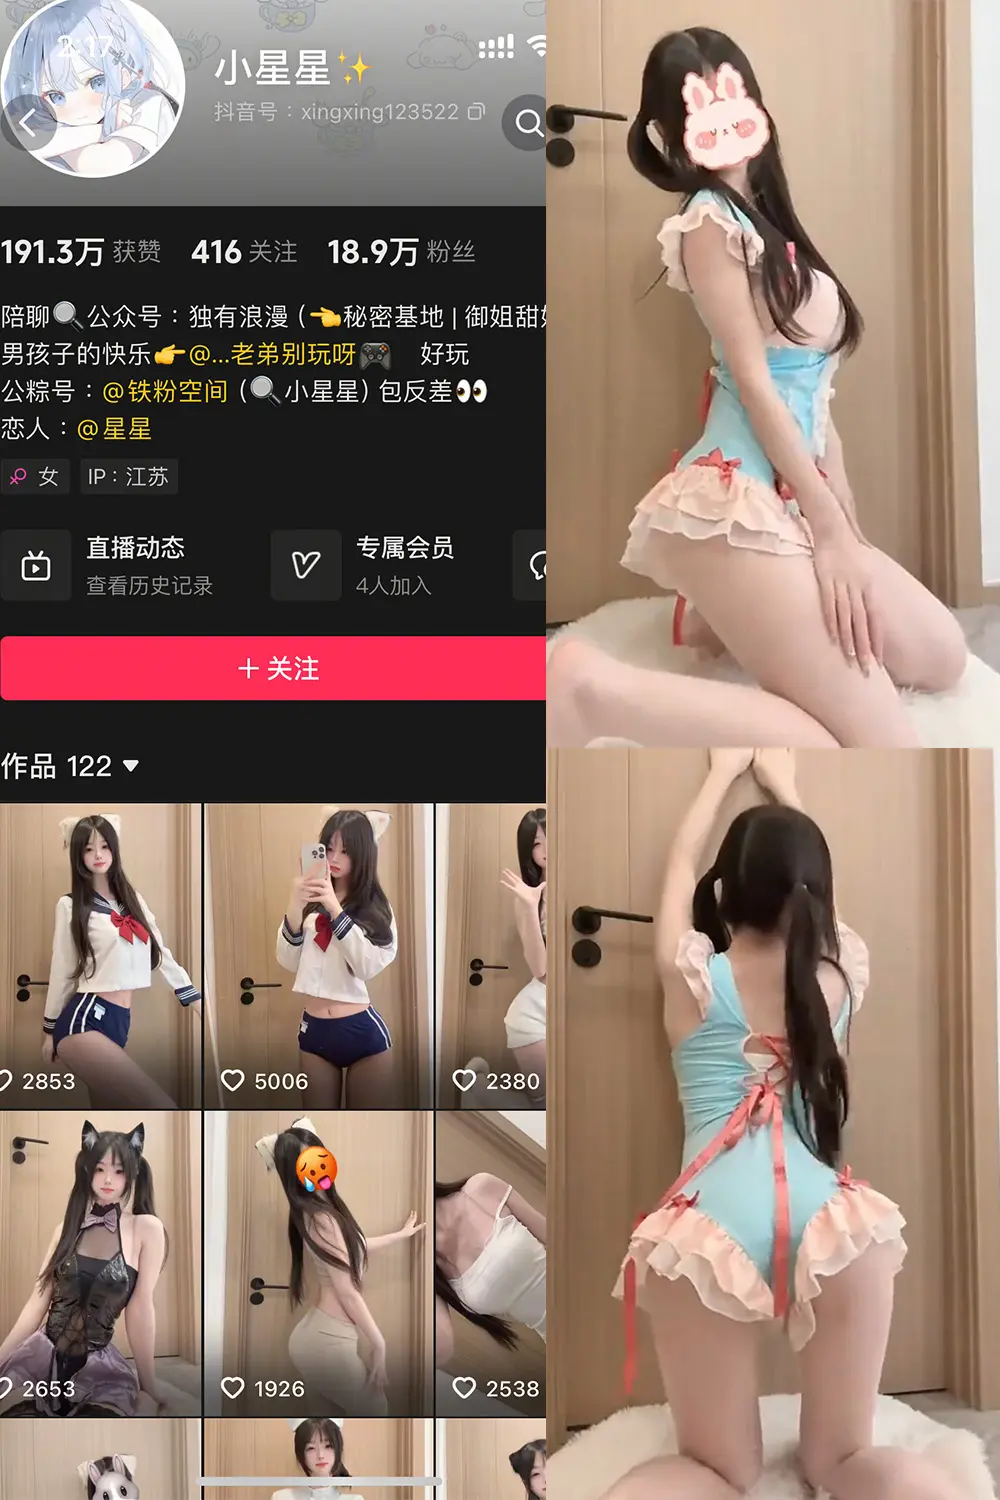 2:17
小星星✨
抖音号：xingxing123522
191.3万 获赞 416 关注 18.9万 粉丝
陪聊🔍公众号：独有浪漫（👈秘密基地 | 御姐甜
男孩子的快乐👉@...老弟别玩呀🎮 好玩
公粽号：@铁粉空间（🔍小星星）包反差👀
恋人：@星星
女 IP：江苏
直播动态 专属会员
查看历史记录 4人加入
+ 关注
作品 122
2853 5006 2380
2653 1926 2538